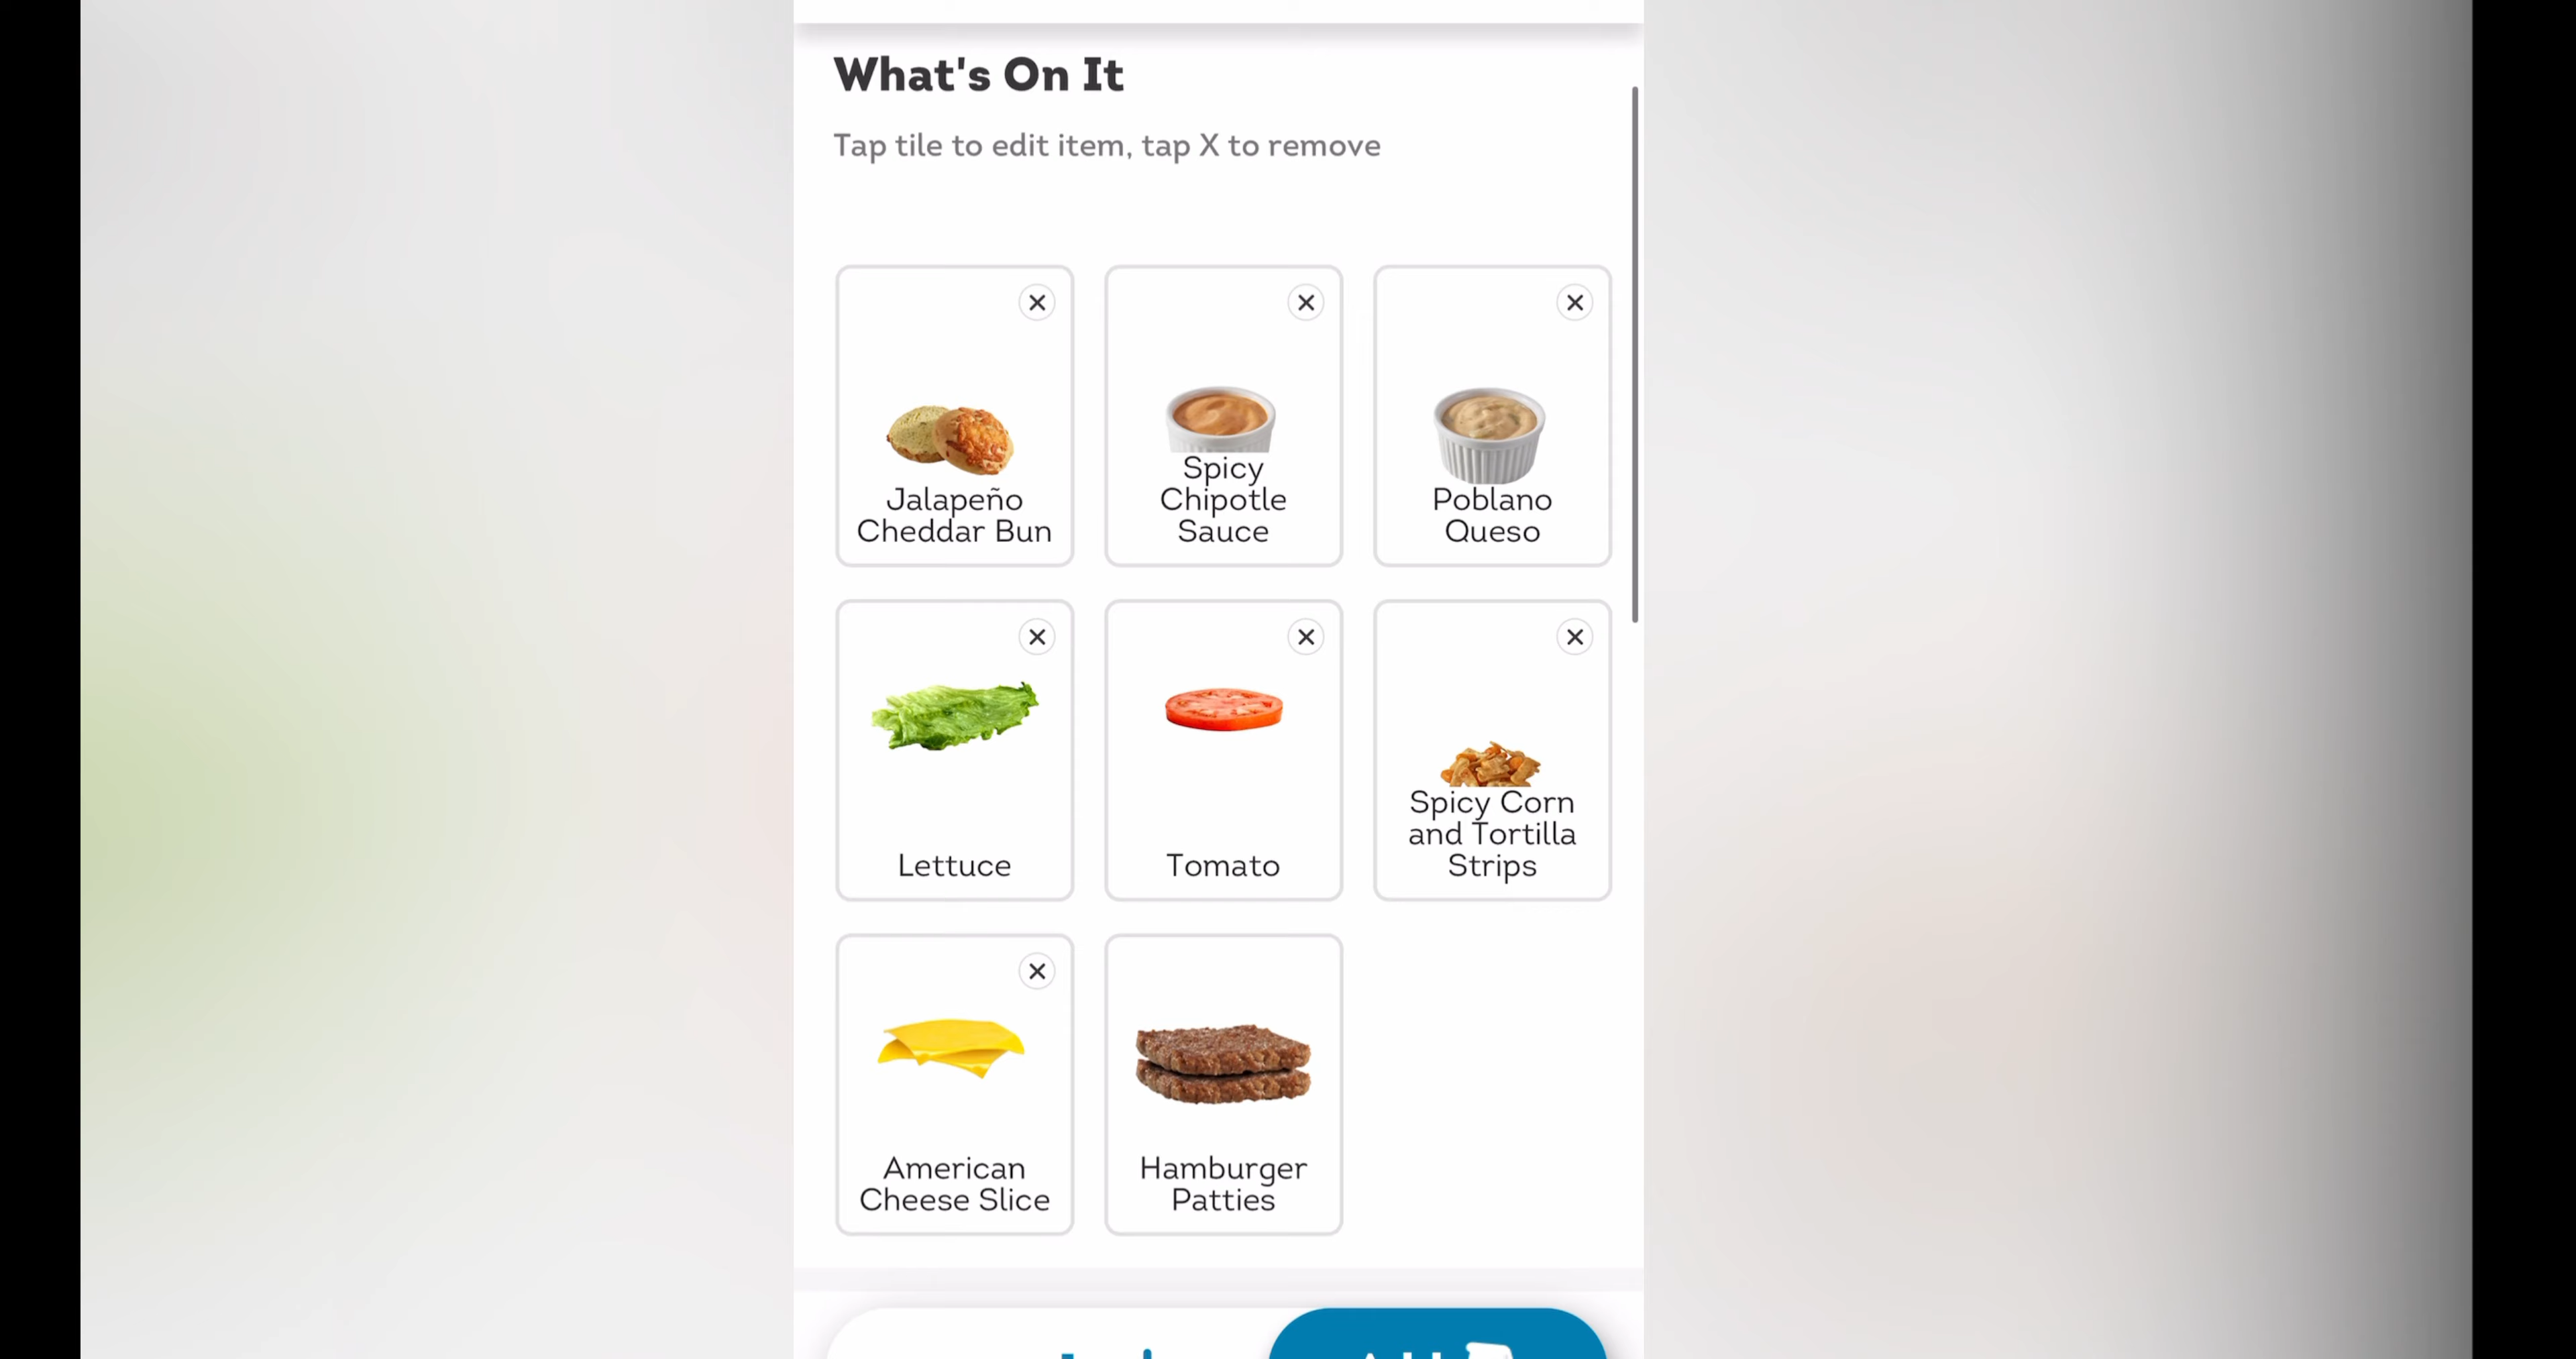 What's On It
Tap tile to edit item, tap X to remove
Jalapeño
Cheddar Bun
Spicy
Chipotle
Sauce
Poblano
Queso
Lettuce
Tomato
Spicy Corn
and Tortilla
Strips
American
Cheese Slice
Hamburger
Patties